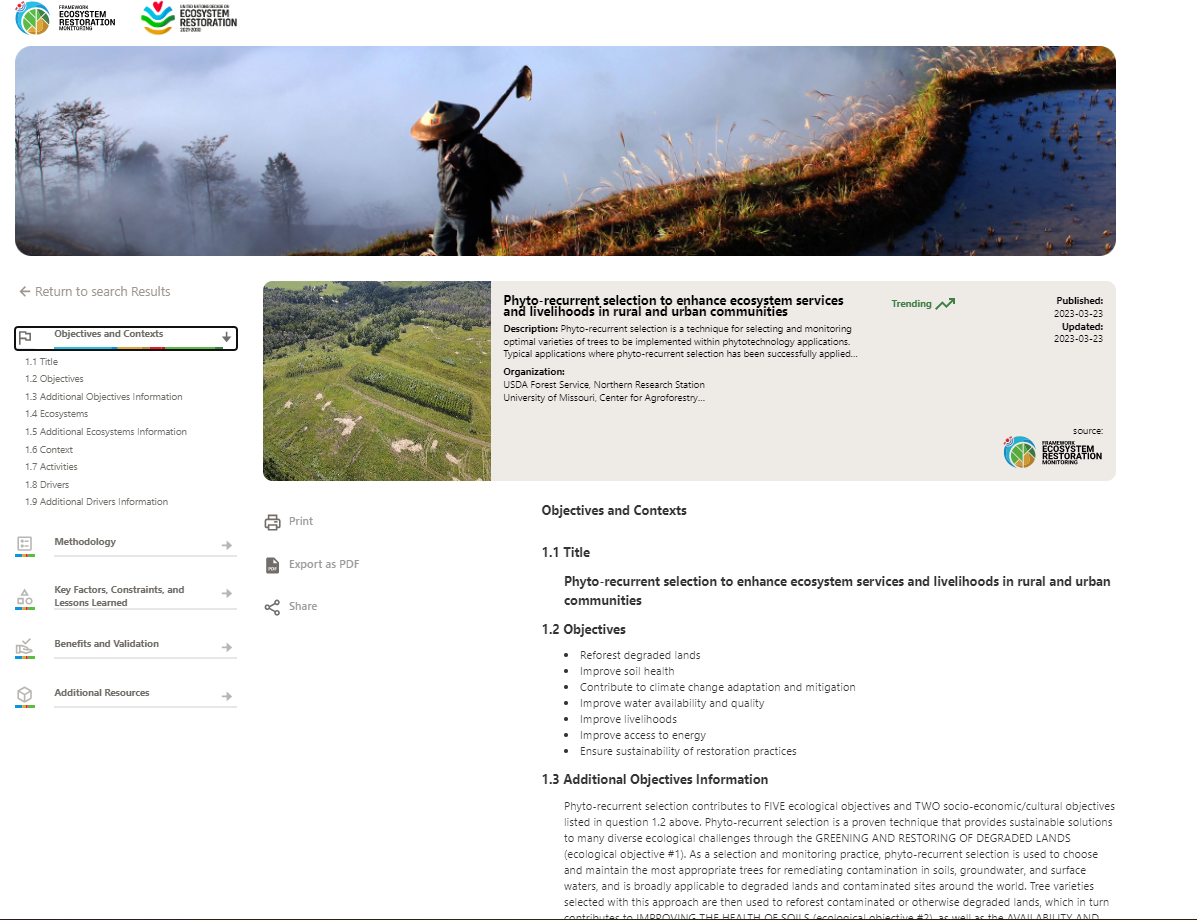 FRAMEWORK
ECOSYSTEM
RESTORATION
MONITORING
UNITED NATIONS DECADE ON
ECOSYSTEM
RESTORATION
2021-2030
Return to search Results
Objectives and Contexts
1.1 Title
1.2 Objectives
1.3 Additional Objectives Information
1.4 Ecosystems
1.5 Additional Ecosystems Information
1.6 Context
1.7 Activities
1.8 Drivers
1.9 Additional Drivers Information
Methodology
Key Factors, Constraints, and
Lessons Learned
Benefits and Validation
Additional Resources
Phyto-recurrent selection to enhance ecosystem services
and livelihoods in rural and urban communities
Description: Phyto-recurrent selection is a technique for selecting and monitoring
optimal varieties of trees to be implemented within phytotechnology applications.
Typical applications where phyto-recurrent selection has been successfully applied...
Organization:
USDA Forest Service, Northern Research Station
University of Missouri, Center for Agroforestry...
Trending
Published:
2023-03-23
Updated:
2023-03-23
source:
FRAMEWORK
ECOSYSTEM
RESTORATION
MONITORING
Print
PDF
Export as PDF
Share
Objectives and Contexts
1.1 Title
Phyto-recurrent selection to enhance ecosystem services and livelihoods in rural and urban
communities
1.2 Objectives
• Reforest degraded lands
• Improve soil health
• Contribute to climate change adaptation and mitigation
• Improve water availability and quality
• Improve livelihoods
• Improve access to energy
• Ensure sustainability of restoration practices
1.3 Additional Objectives Information
Phyto-recurrent selection contributes to FIVE ecological objectives and TWO socio-economic/cultural objectives
listed in question 1.2 above. Phyto-recurrent selection is a proven technique that provides sustainable solutions
to many diverse ecological challenges through the GREENING AND RESTORING OF DEGRADED LANDS
(ecological objective #1). As a selection and monitoring practice, phyto-recurrent selection is used to choose
and maintain the most appropriate trees for remediating contamination in soils, groundwater, and surface
waters, and is broadly applicable to degraded lands and contaminated sites around the world. Tree varieties
selected with this approach are then used to reforest contaminated or otherwise degraded lands, which in turn
contributes to IMPROVING THE HEALTH OF SOILS (ecological objective #2), as well as the AVAILABILITY AND